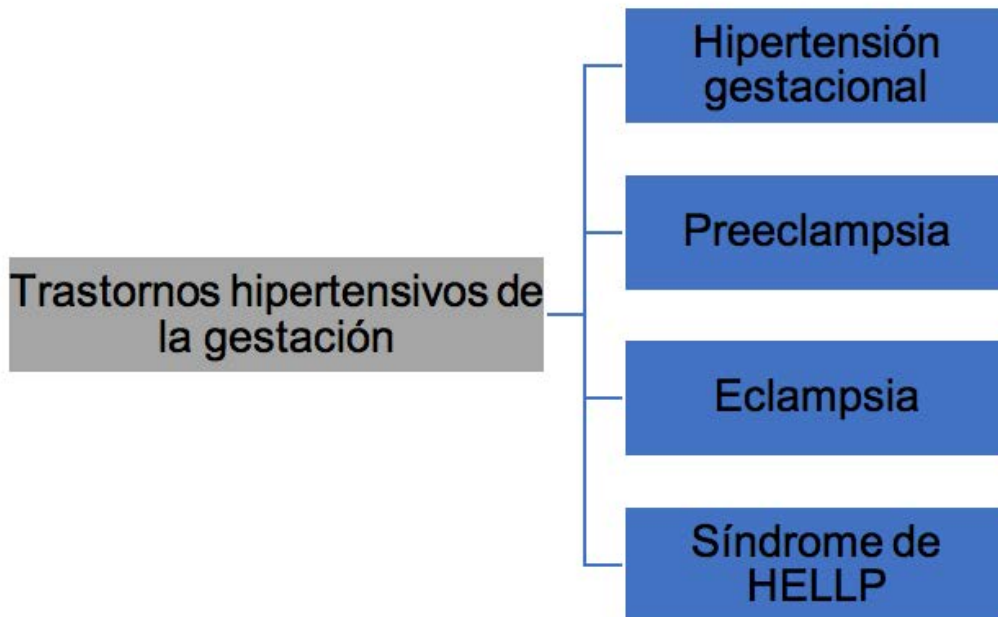 Trastornos hipertensivos de
la gestación
Hipertensión
gestacional
Preeclampsia
Eclampsia
Síndrome de
HELLP